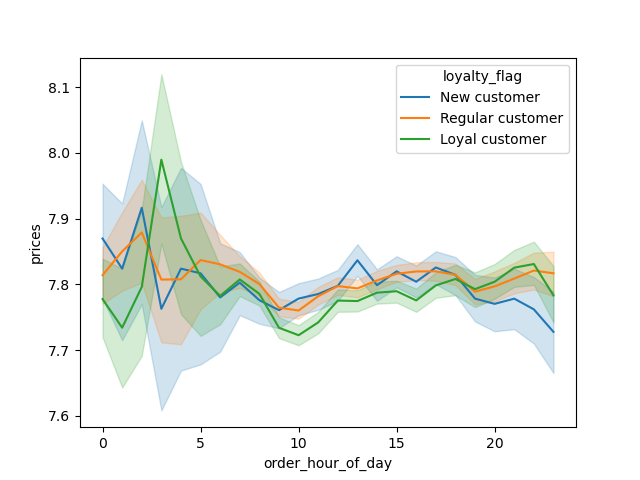 loyalty_flag
New customer
Regular customer
Loyal customer
8.1
8.0
7.9
7.8
7.7
7.6
prices
0 5 10 15 20
order_hour_of_day